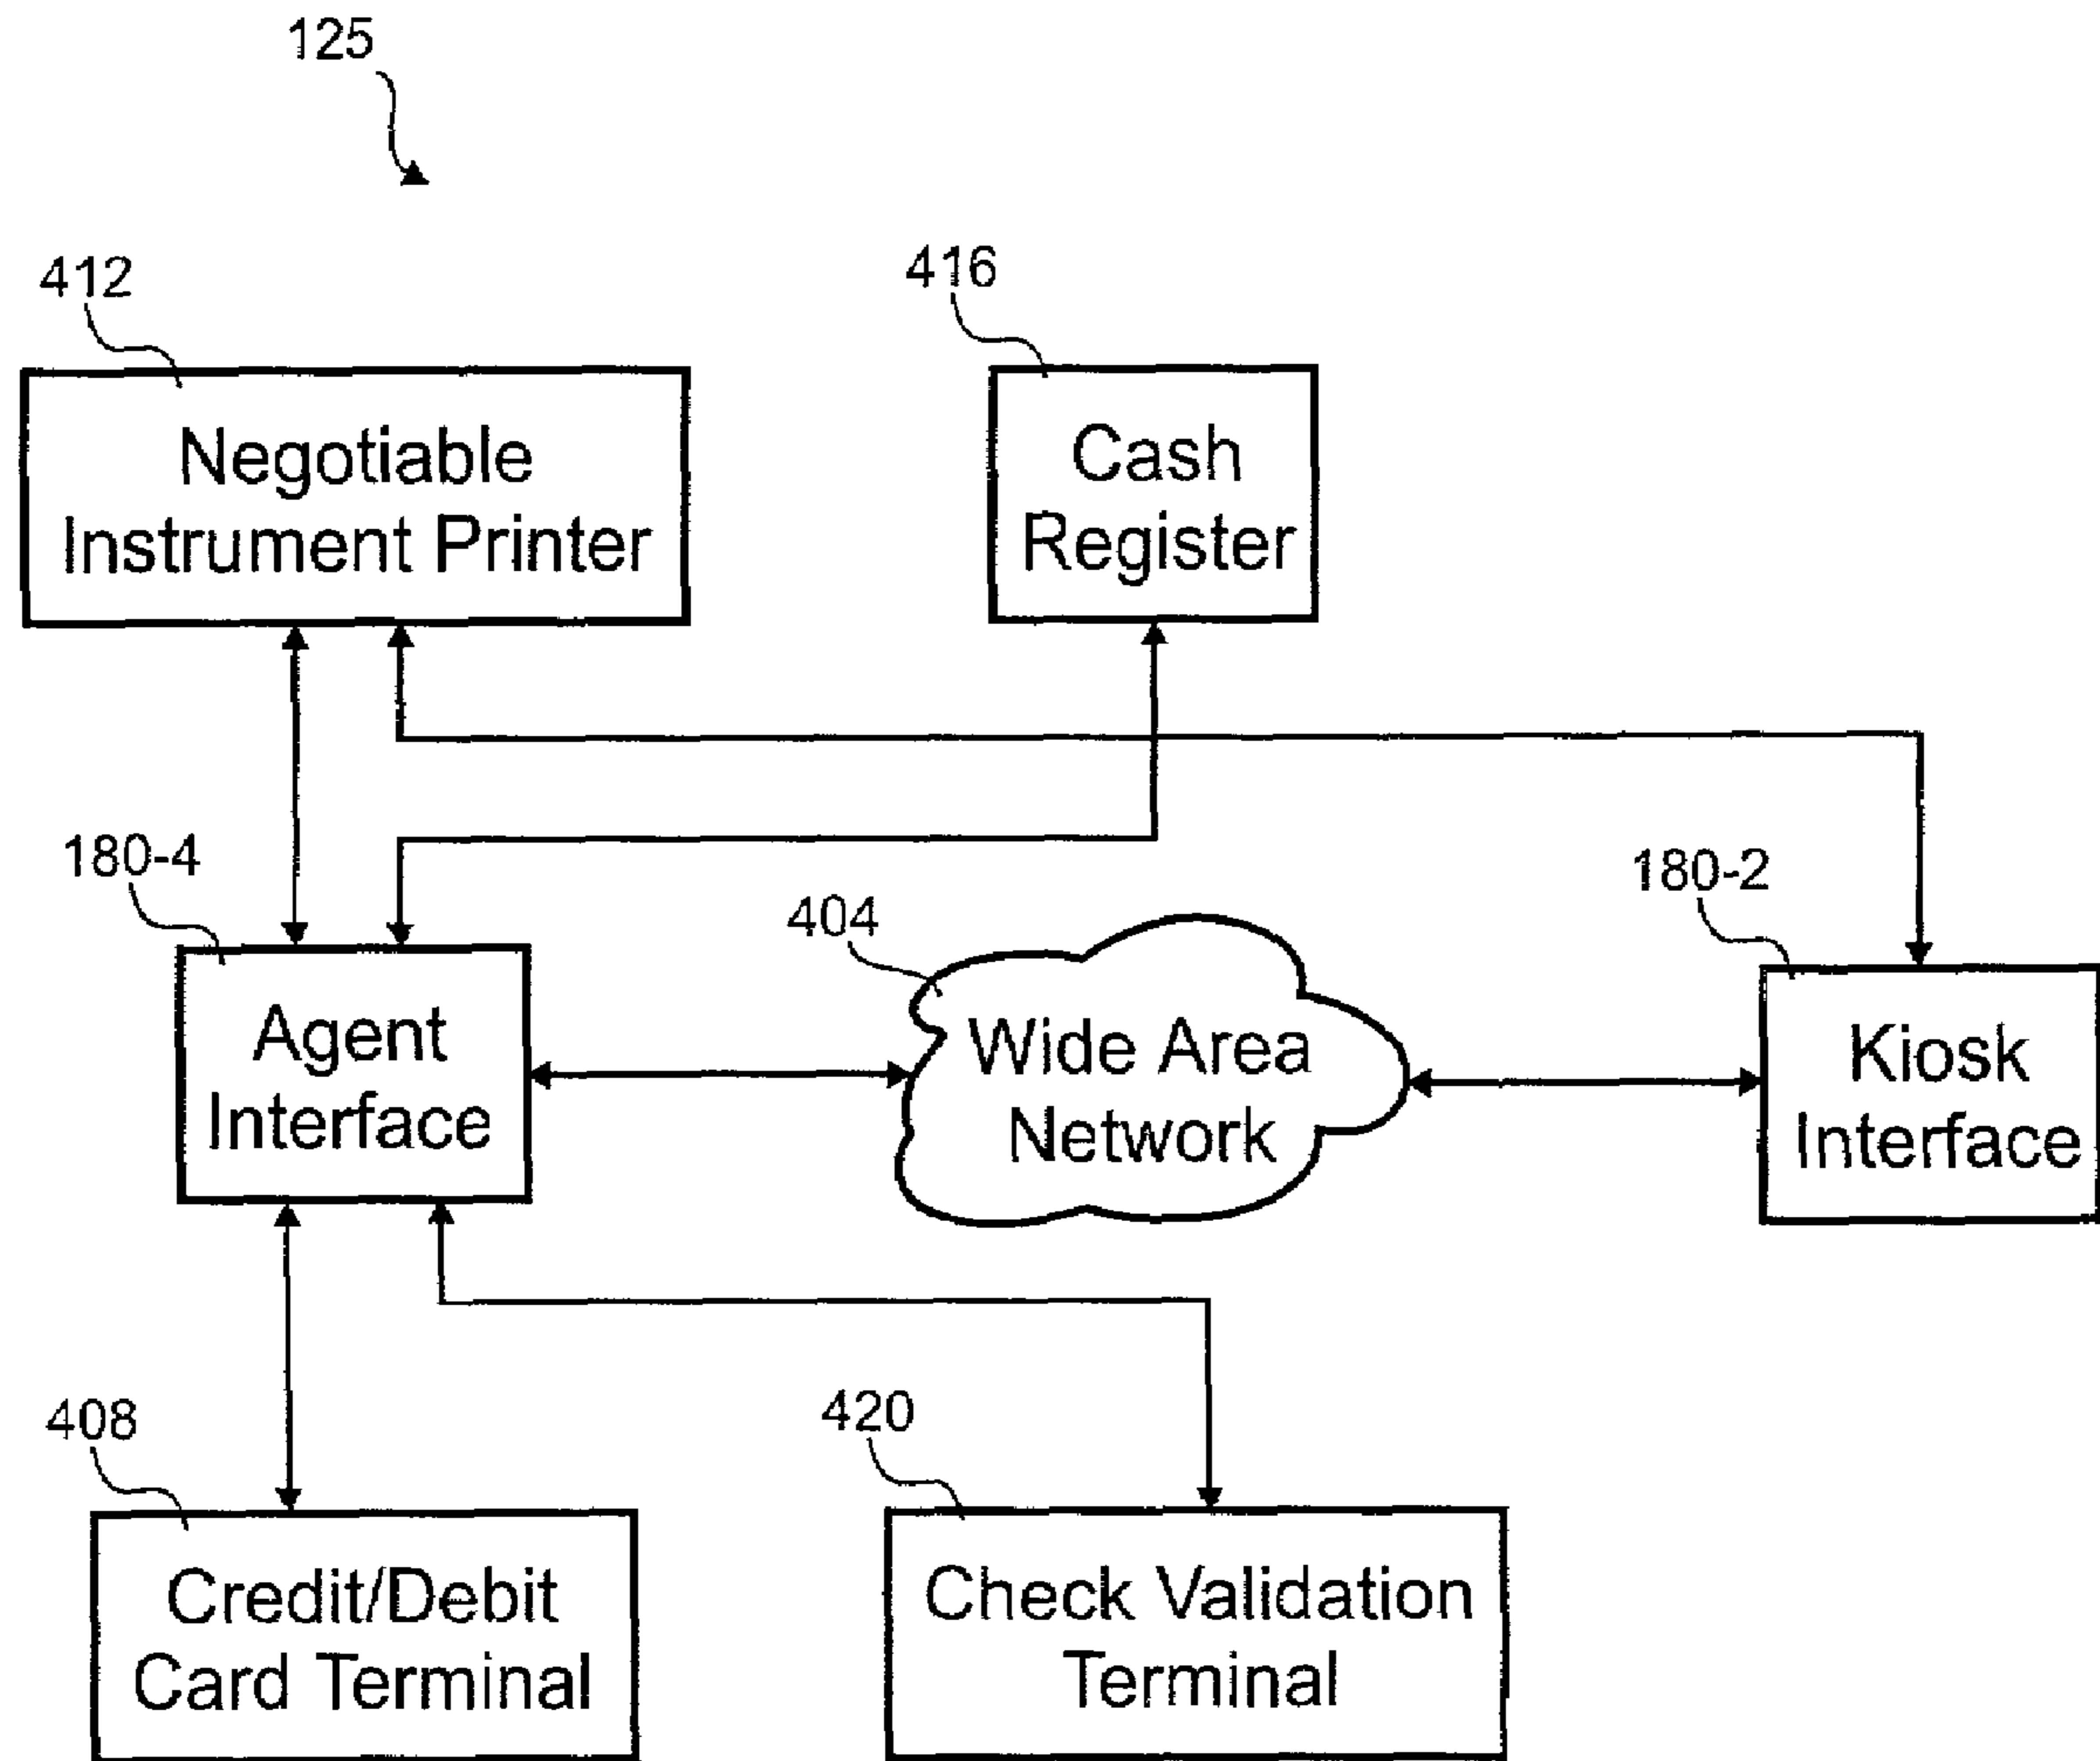 125
412
416
Negotiable
Instrument Printer
Cash
Register
180-4
404
180-2
Agent
Interface
Wide Area
Network
Kiosk
Interface
408
420
Credit/Debit
Card Terminal
Check Validation
Terminal